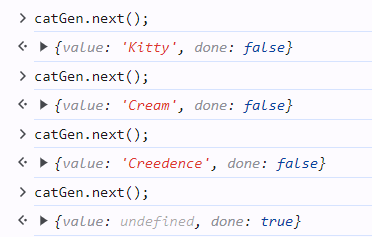 catGen.next();
{value: 'Kitty', done: false}
catGen.next();
{value: 'Cream', done: false}
catGen.next();
{value: 'Creedence', done: false}
catGen.next();
{value: undefined, done: true}